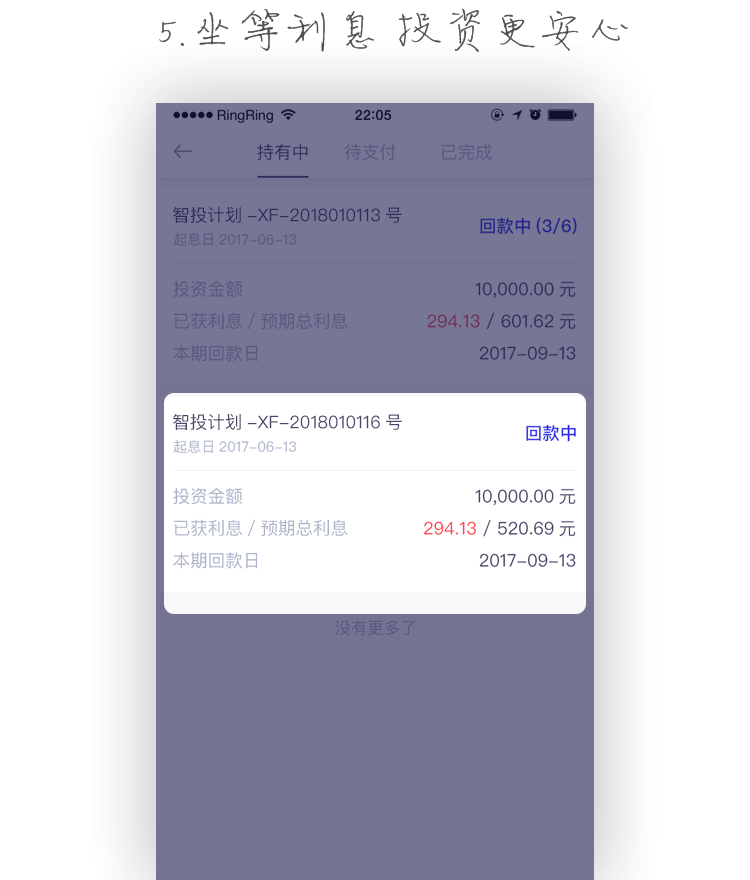 5.坐等利息 投资更安心
RingRing 22:05
持有中 待支付 已完成
智投计划 –XF–2018010113 号
回款中 (3/6)
起息日 2017–06–13
投资金额 10,000.00 元
已获利息 / 预期总利息 294.13 / 601.62 元
本期回款日 2017–09–13
智投计划 –XF–2018010116 号
回款中
起息日 2017–06–13
投资金额 10,000.00 元
已获利息 / 预期总利息 294.13 / 520.69 元
本期回款日 2017–09–13
没有更多了